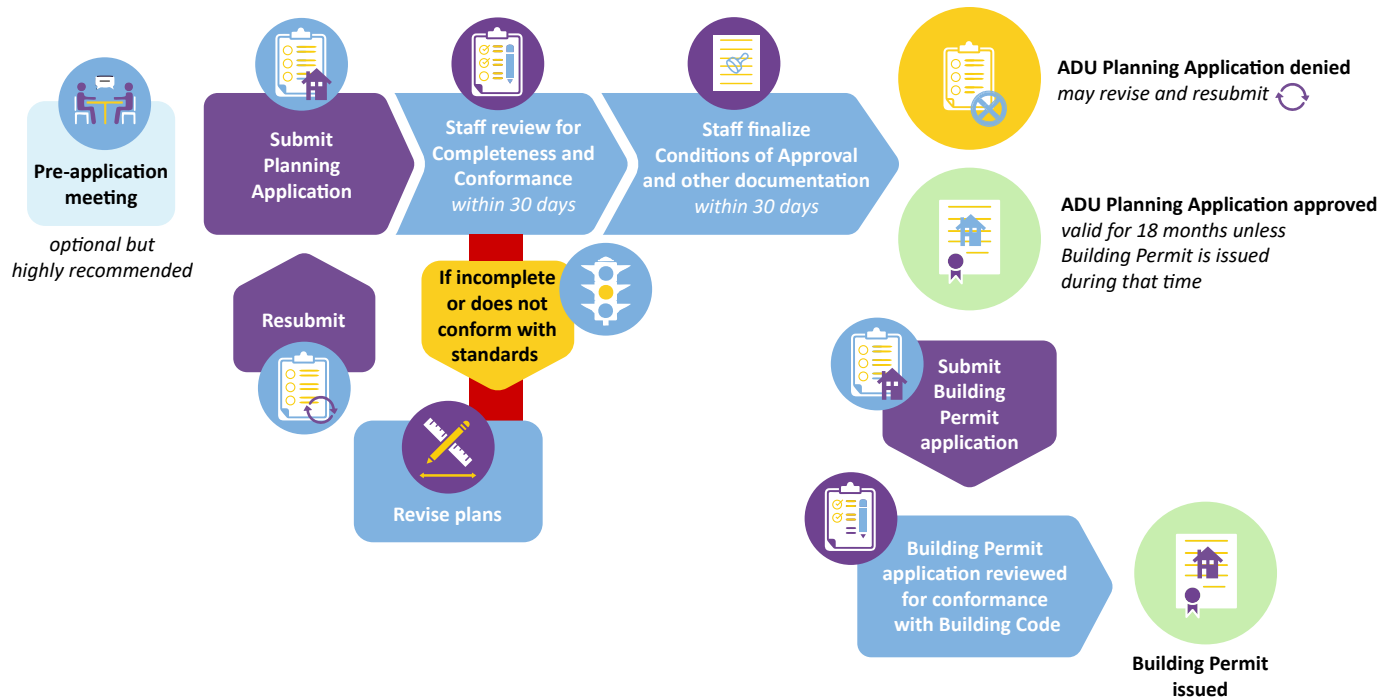 Pre-application
meeting
optional but
highly recommended
Submit
Planning
Application
Staff review for
Completeness and
Conformance
within 30 days
Staff finalize
Conditions of Approval
and other documentation
within 30 days
ADU Planning Application denied
may revise and resubmit
ADU Planning Application approved
valid for 18 months unless
Building Permit is issued
during that time
If incomplete
or does not
conform with
standards
Resubmit
Revise plans
Submit
Building
Permit
application
Building Permit
application reviewed
for conformance
with Building Code
Building Permit
issued